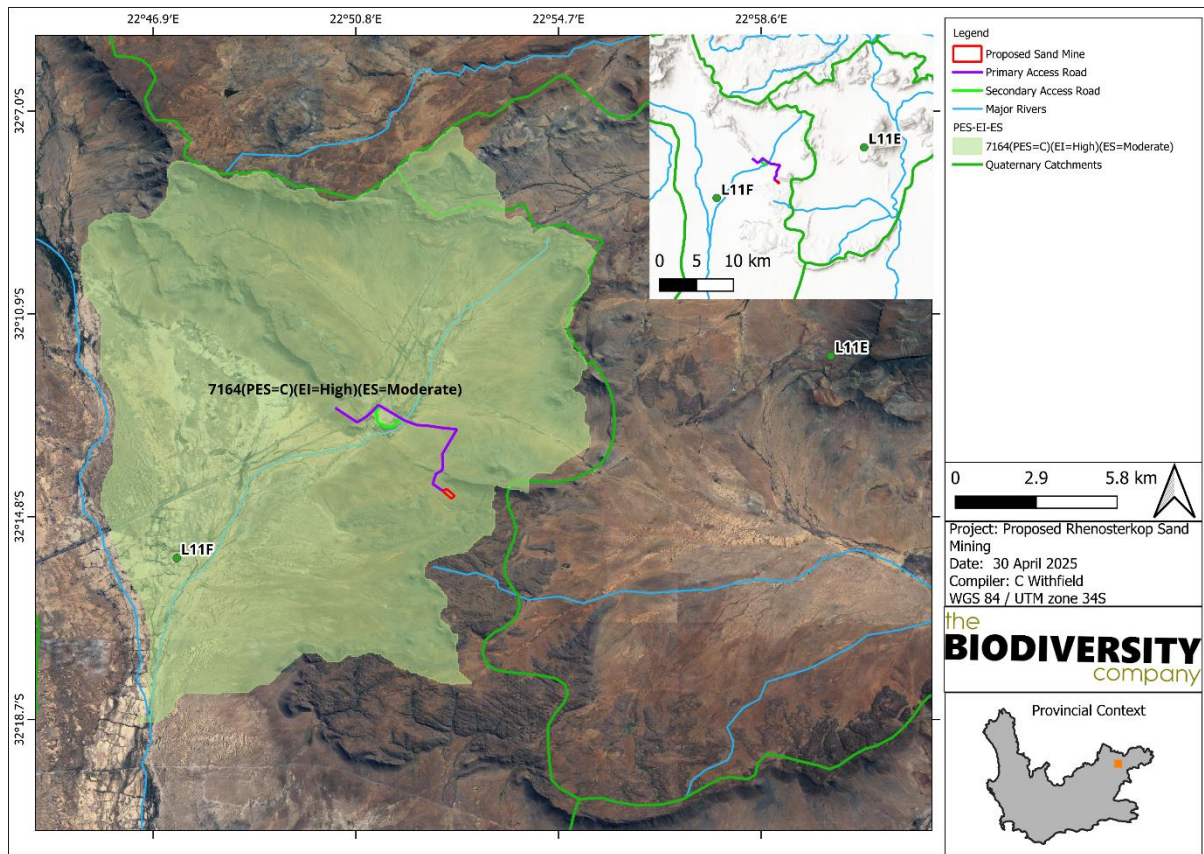 22°46.9'E
22°50.8'E
22°54.7'E
22°58.6'E
32°7.0'S
32°10.9'S
32°14.8'S
32°18.7'S
L11E
L11F
0 5 10 km
L11E
7164(PES=C)(EI=High)(ES=Moderate)
L11F
Legend
Proposed Sand Mine
Primary Access Road
Secondary Access Road
Major Rivers
PES-EI-ES
7164(PES=C)(EI=High)(ES=Moderate)
Quaternary Catchments
0 2.9 5.8 km
Project: Proposed Rhenosterkop Sand
Mining
Date: 30 April 2025
Compiler: C Withfield
WGS 84 / UTM zone 34S
the
BIODIVERSITY
company
Provincial Context